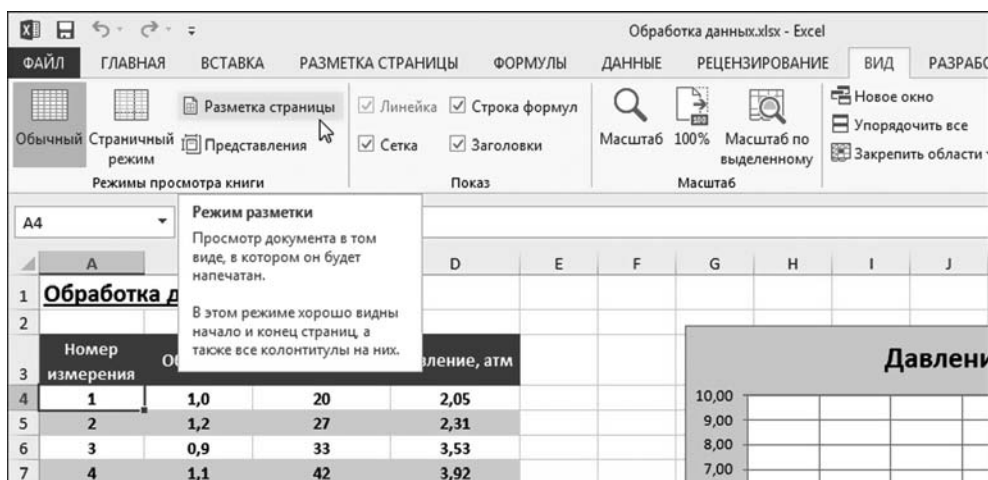 Обработка данных.xlsx - Excel
ФАЙЛ ГЛАВНАЯ ВСТАВКА РАЗМЕТКА СТРАНИЦЫ ФОРМУЛЫ ДАННЫЕ РЕЦЕНЗИРОВАНИЕ ВИД РАЗРАБО
Обычный
Страничный
режим
Разметка страницы
Представления
Режимы просмотра книги
Линейка
Строка формул
Сетка
Заголовки
Показ
Масштаб
100%
Масштаб по
выделенному
Масштаб
Новое окно
Упорядочить все
Закрепить области
A4
Режим разметки
Просмотр документа в том
виде, в котором он будет
напечатан.
В этом режиме хорошо видны
начало и конец страниц, а
также все колонтитулы на них.
A D E F G H I J
1 Обработка д
2
3 Номер
измерения
Об
вление, атм
4 1 1,0 20 2,05
5 2 1,2 27 2,31
6 3 0,9 33 3,53
7 4 1,1 42 3,92
Давлени
10,00
9,00
8,00
7,00